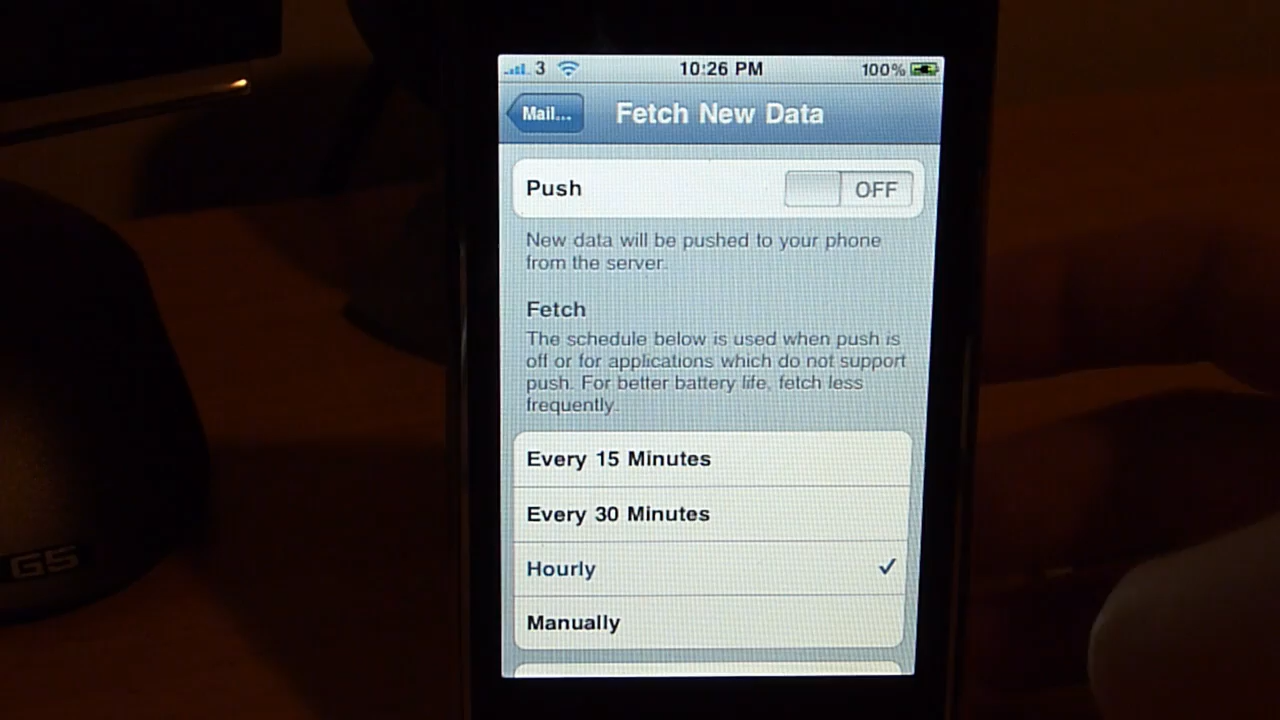 3 10:26 PM 100%
Mail... Fetch New Data
Push OFF
New data will be pushed to your phone
from the server.
Fetch
The schedule below is used when push is
off or for applications which do not support
push. For better battery life, fetch less
frequently.
Every 15 Minutes
Every 30 Minutes
Hourly
Manually
G5